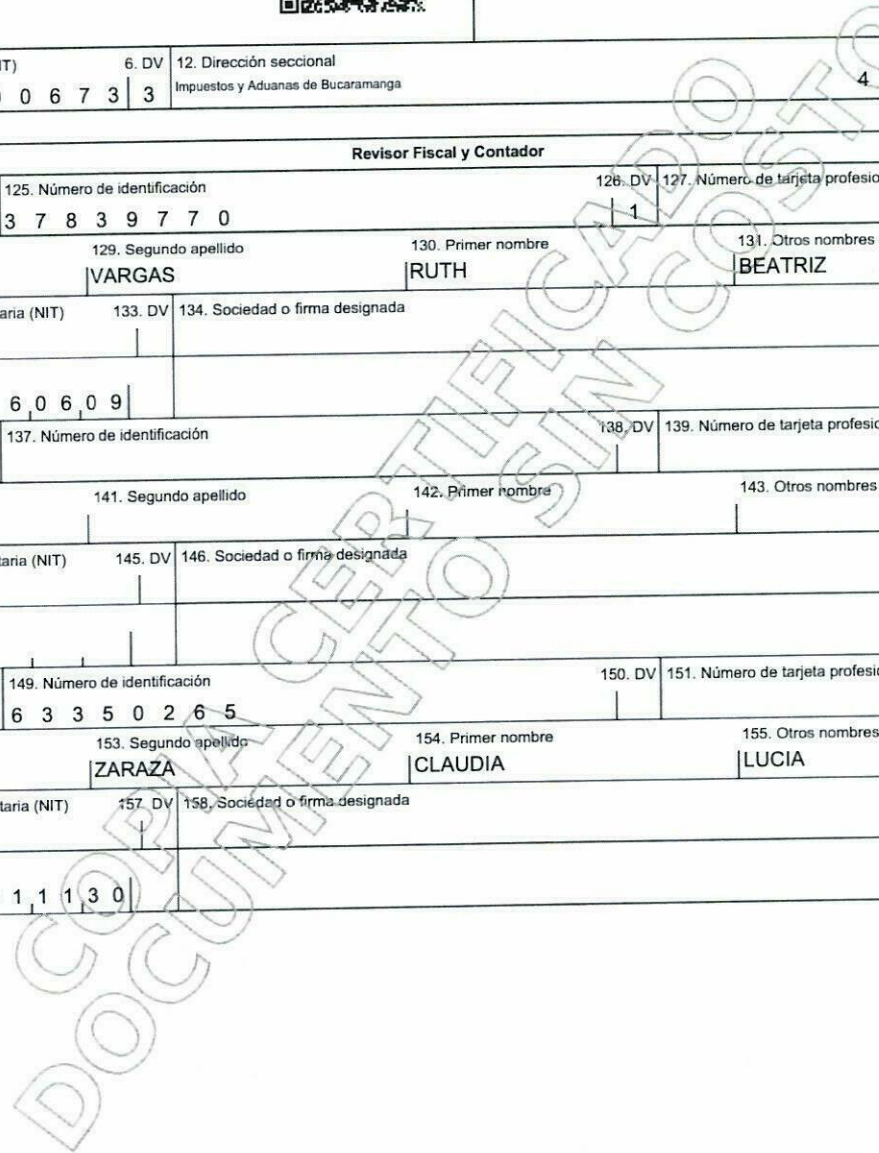 IT) 6. DV 12. Dirección seccional
0 6 7 3 3 Impuestos y Aduanas de Bucaramanga 4
Revisor Fiscal y Contador
125. Número de identificación 126. DV 127. Número de tarjeta profesio
3 7 8 3 9 7 7 0 1
129. Segundo apellido 130. Primer nombre 131. Otros nombres
VARGAS RUTH BEATRIZ
aria (NIT) 133. DV 134. Sociedad o firma designada
6 0 6 0 9
137. Número de identificación 138. DV 139. Número de tarjeta profesio
141. Segundo apellido 142. Primer nombre 143. Otros nombres
taria (NIT) 145. DV 146. Sociedad o firma designada
149. Número de identificación 150. DV 151. Número de tarjeta profesio
6 3 3 5 0 2 6 5
153. Segundo apellido 154. Primer nombre 155. Otros nombres
ZARAZA CLAUDIA LUCIA
taria (NIT) 157. DV 158. Sociedad o firma designada
1 1 1 3 0
COPIA CERTIFICADO
DOCUMENTO SIN COSTO